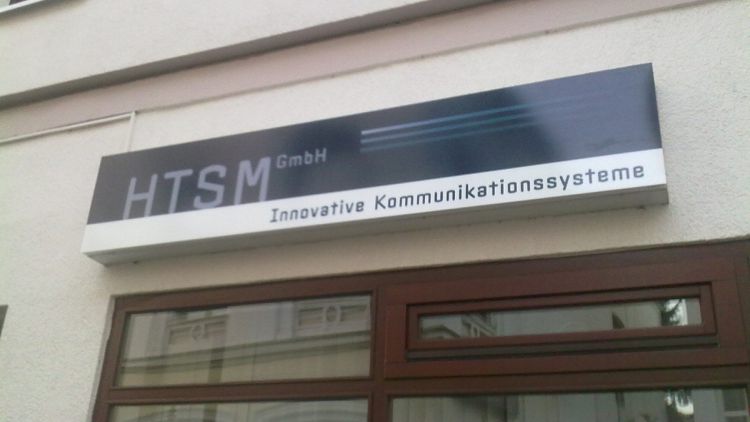 HTSM GmbH
Innovative Kommunikationssysteme